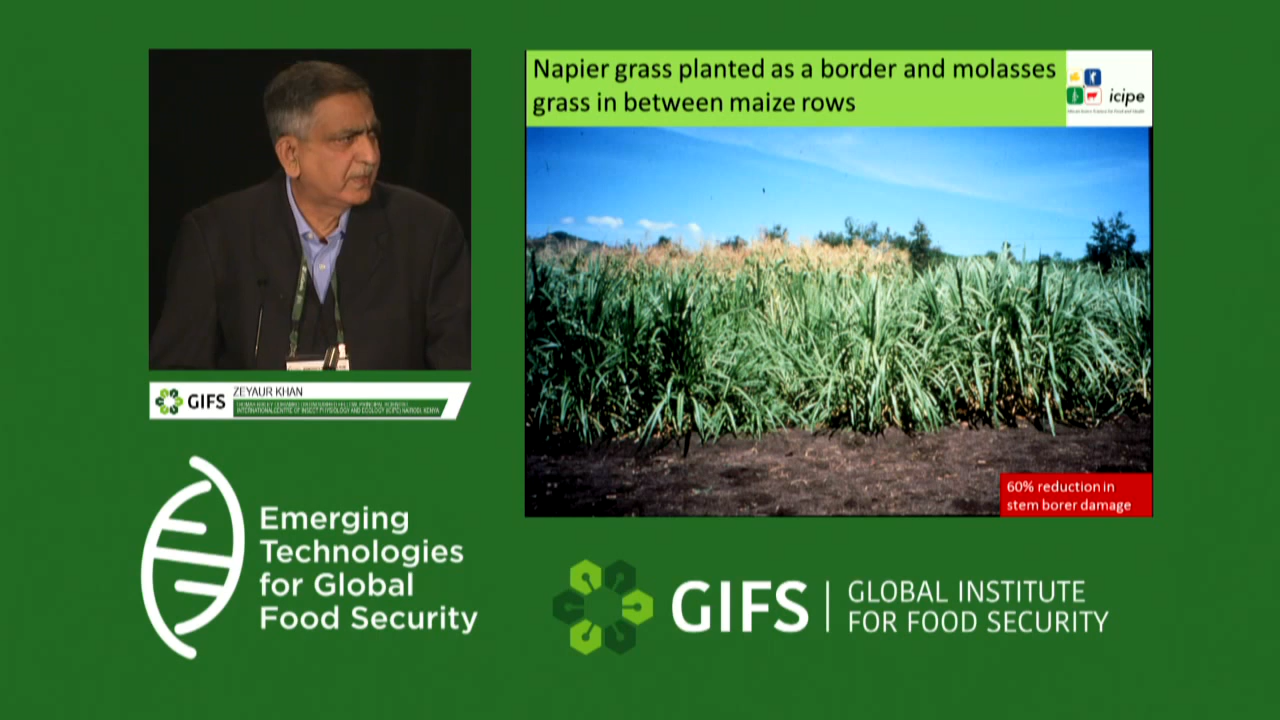 Napier grass planted as a border and molasses
grass in between maize rows
icipe
60% reduction in
stem borer damage
GIFS
ZEYAUR KHAN
INTERNATIONAL CENTRE OF INSECT PHYSIOLOGY AND ECOLOGY (ICIPE) NAIROBI, KENYA
Emerging
Technologies
for Global
Food Security
GIFS
GLOBAL INSTITUTE
FOR FOOD SECURITY